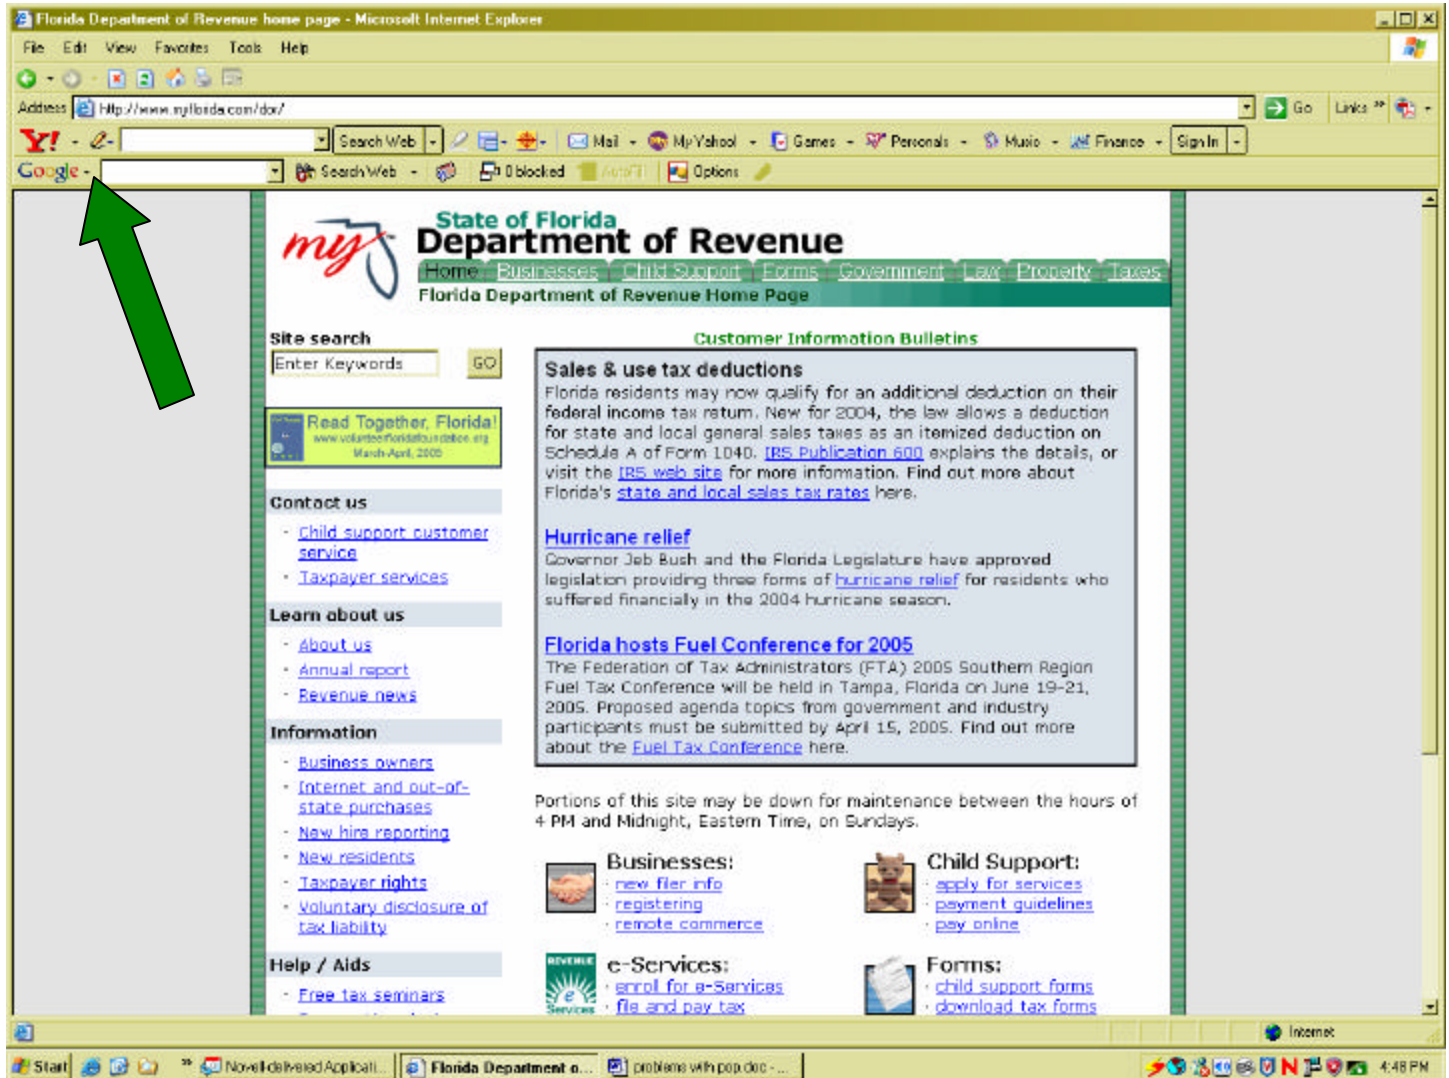 Florida Department of Revenue home page - Microsoft Internet Explorer
File Edit View Favorites Tools Help
Address http://www.myflorida.com/dor/ Go Links »
Y! Search Web Mail My Yahoo! Games Personals Music Finance Sign In
Google Search Web 0 blocked AutoFill Options
my State of Florida
Department of Revenue
Home Businesses Child Support Forms Government Law Property Taxes
Florida Department of Revenue Home Page
Site search
Enter Keywords GO
Read Together, Florida!
www.volunteerfloridafoundation.org
March-April, 2005
Contact us
· Child support customer
service
· Taxpayer services
Learn about us
· About us
· Annual report
· Revenue news
Information
· Business owners
· Internet and out-of-
state purchases
· New hire reporting
· New residents
· Taxpayer rights
· Voluntary disclosure of
tax liability
Help / Aids
· Free tax seminars
Customer Information Bulletins
Sales & use tax deductions
Florida residents may now qualify for an additional deduction on their
federal income tax return. New for 2004, the law allows a deduction
for state and local general sales taxes as an itemized deduction on
Schedule A of Form 1040. IRS Publication 600 explains the details, or
visit the IRS web site for more information. Find out more about
Florida's state and local sales tax rates here.
Hurricane relief
Governor Jeb Bush and the Florida Legislature have approved
legislation providing three forms of hurricane relief for residents who
suffered financially in the 2004 hurricane season.
Florida hosts Fuel Conference for 2005
The Federation of Tax Administrators (FTA) 2005 Southern Region
Fuel Tax Conference will be held in Tampa, Florida on June 19-21,
2005. Proposed agenda topics from government and industry
participants must be submitted by April 15, 2005. Find out more
about the Fuel Tax Conference here.
Portions of this site may be down for maintenance between the hours of
4 PM and Midnight, Eastern Time, on Sundays.
Businesses:
· new filer info
· registering
· remote commerce
Child Support:
· apply for services
· payment guidelines
· pay online
REVENUE e Services
e-Services:
· enroll for e-Services
· file and pay tax
Forms:
· child support forms
· download tax forms
Internet
Start » Novell-delivered Applicati... Florida Department o... problems with pop.doc - ... N 4:48 PM